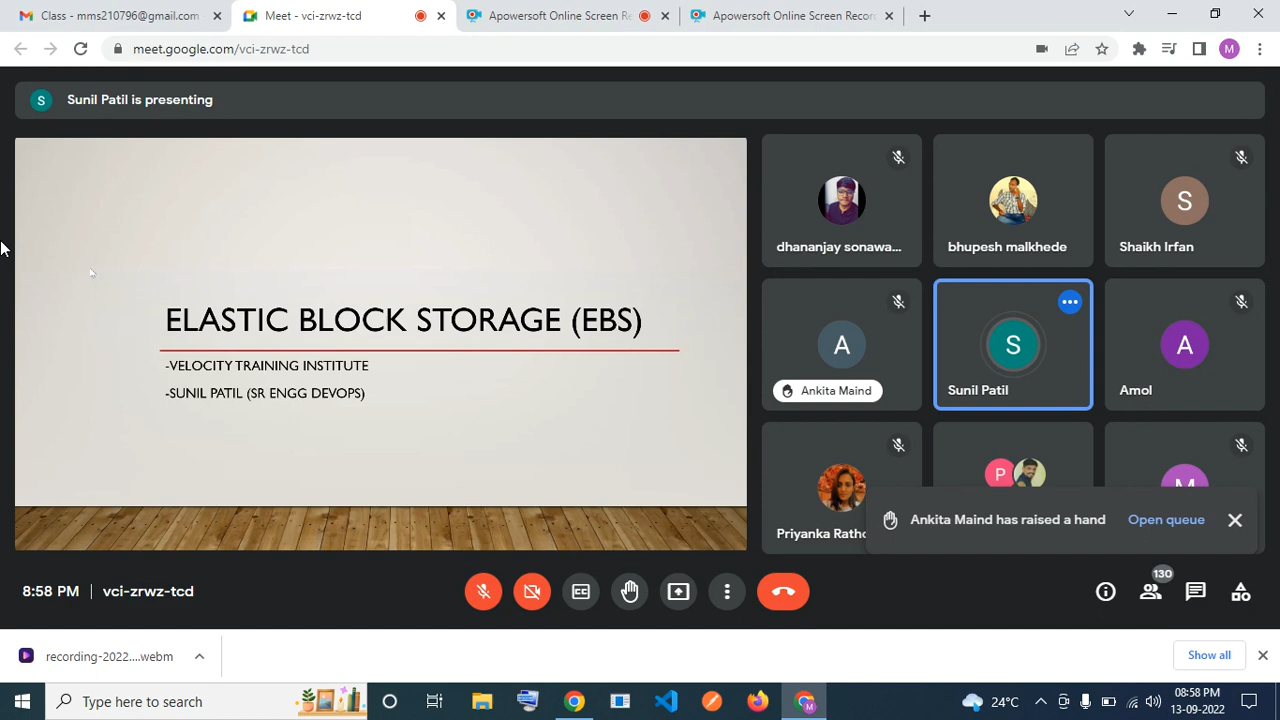 Class - mms210796@gmail.com
Meet - vci-zrwz-tcd
Apowersoft Online Screen Re
Apowersoft Online Screen Recor
meet.google.com/vci-zrwz-tcd
M
S
Sunil Patil is presenting
ELASTIC BLOCK STORAGE (EBS)
-VELOCITY TRAINING INSTITUTE
-SUNIL PATIL (SR ENGG DEVOPS)
dhananjay sonawa...
bhupesh malkhede
S
Shaikh Irfan
A
Ankita Maind
S
Sunil Patil
A
Amol
Priyanka Ratho
P
M
Ankita Maind has raised a hand
Open queue
8:58 PM
vci-zrwz-tcd
130
recording-2022....webm
Show all
Type here to search
M
24°C
08:58 PM
13-09-2022